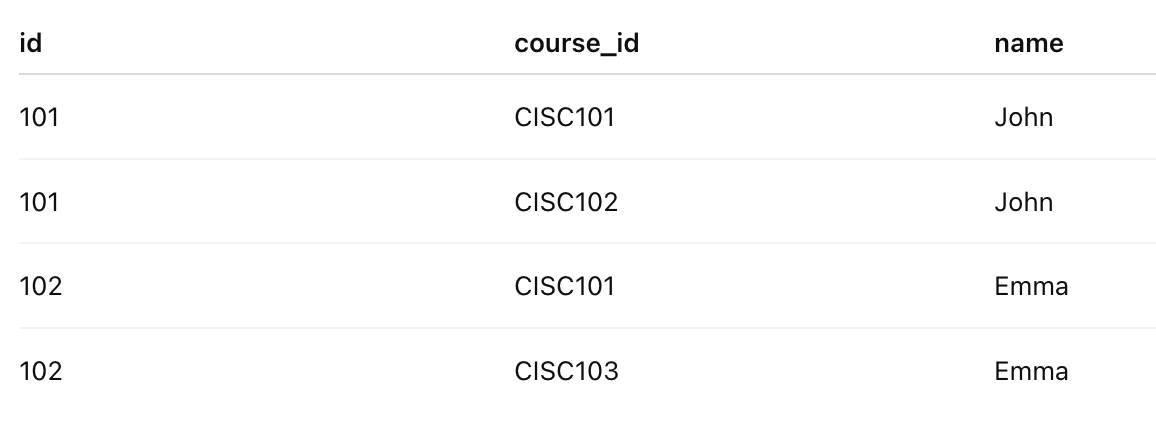 id course_id name
101 CISC101 John
101 CISC102 John
102 CISC101 Emma
102 CISC103 Emma